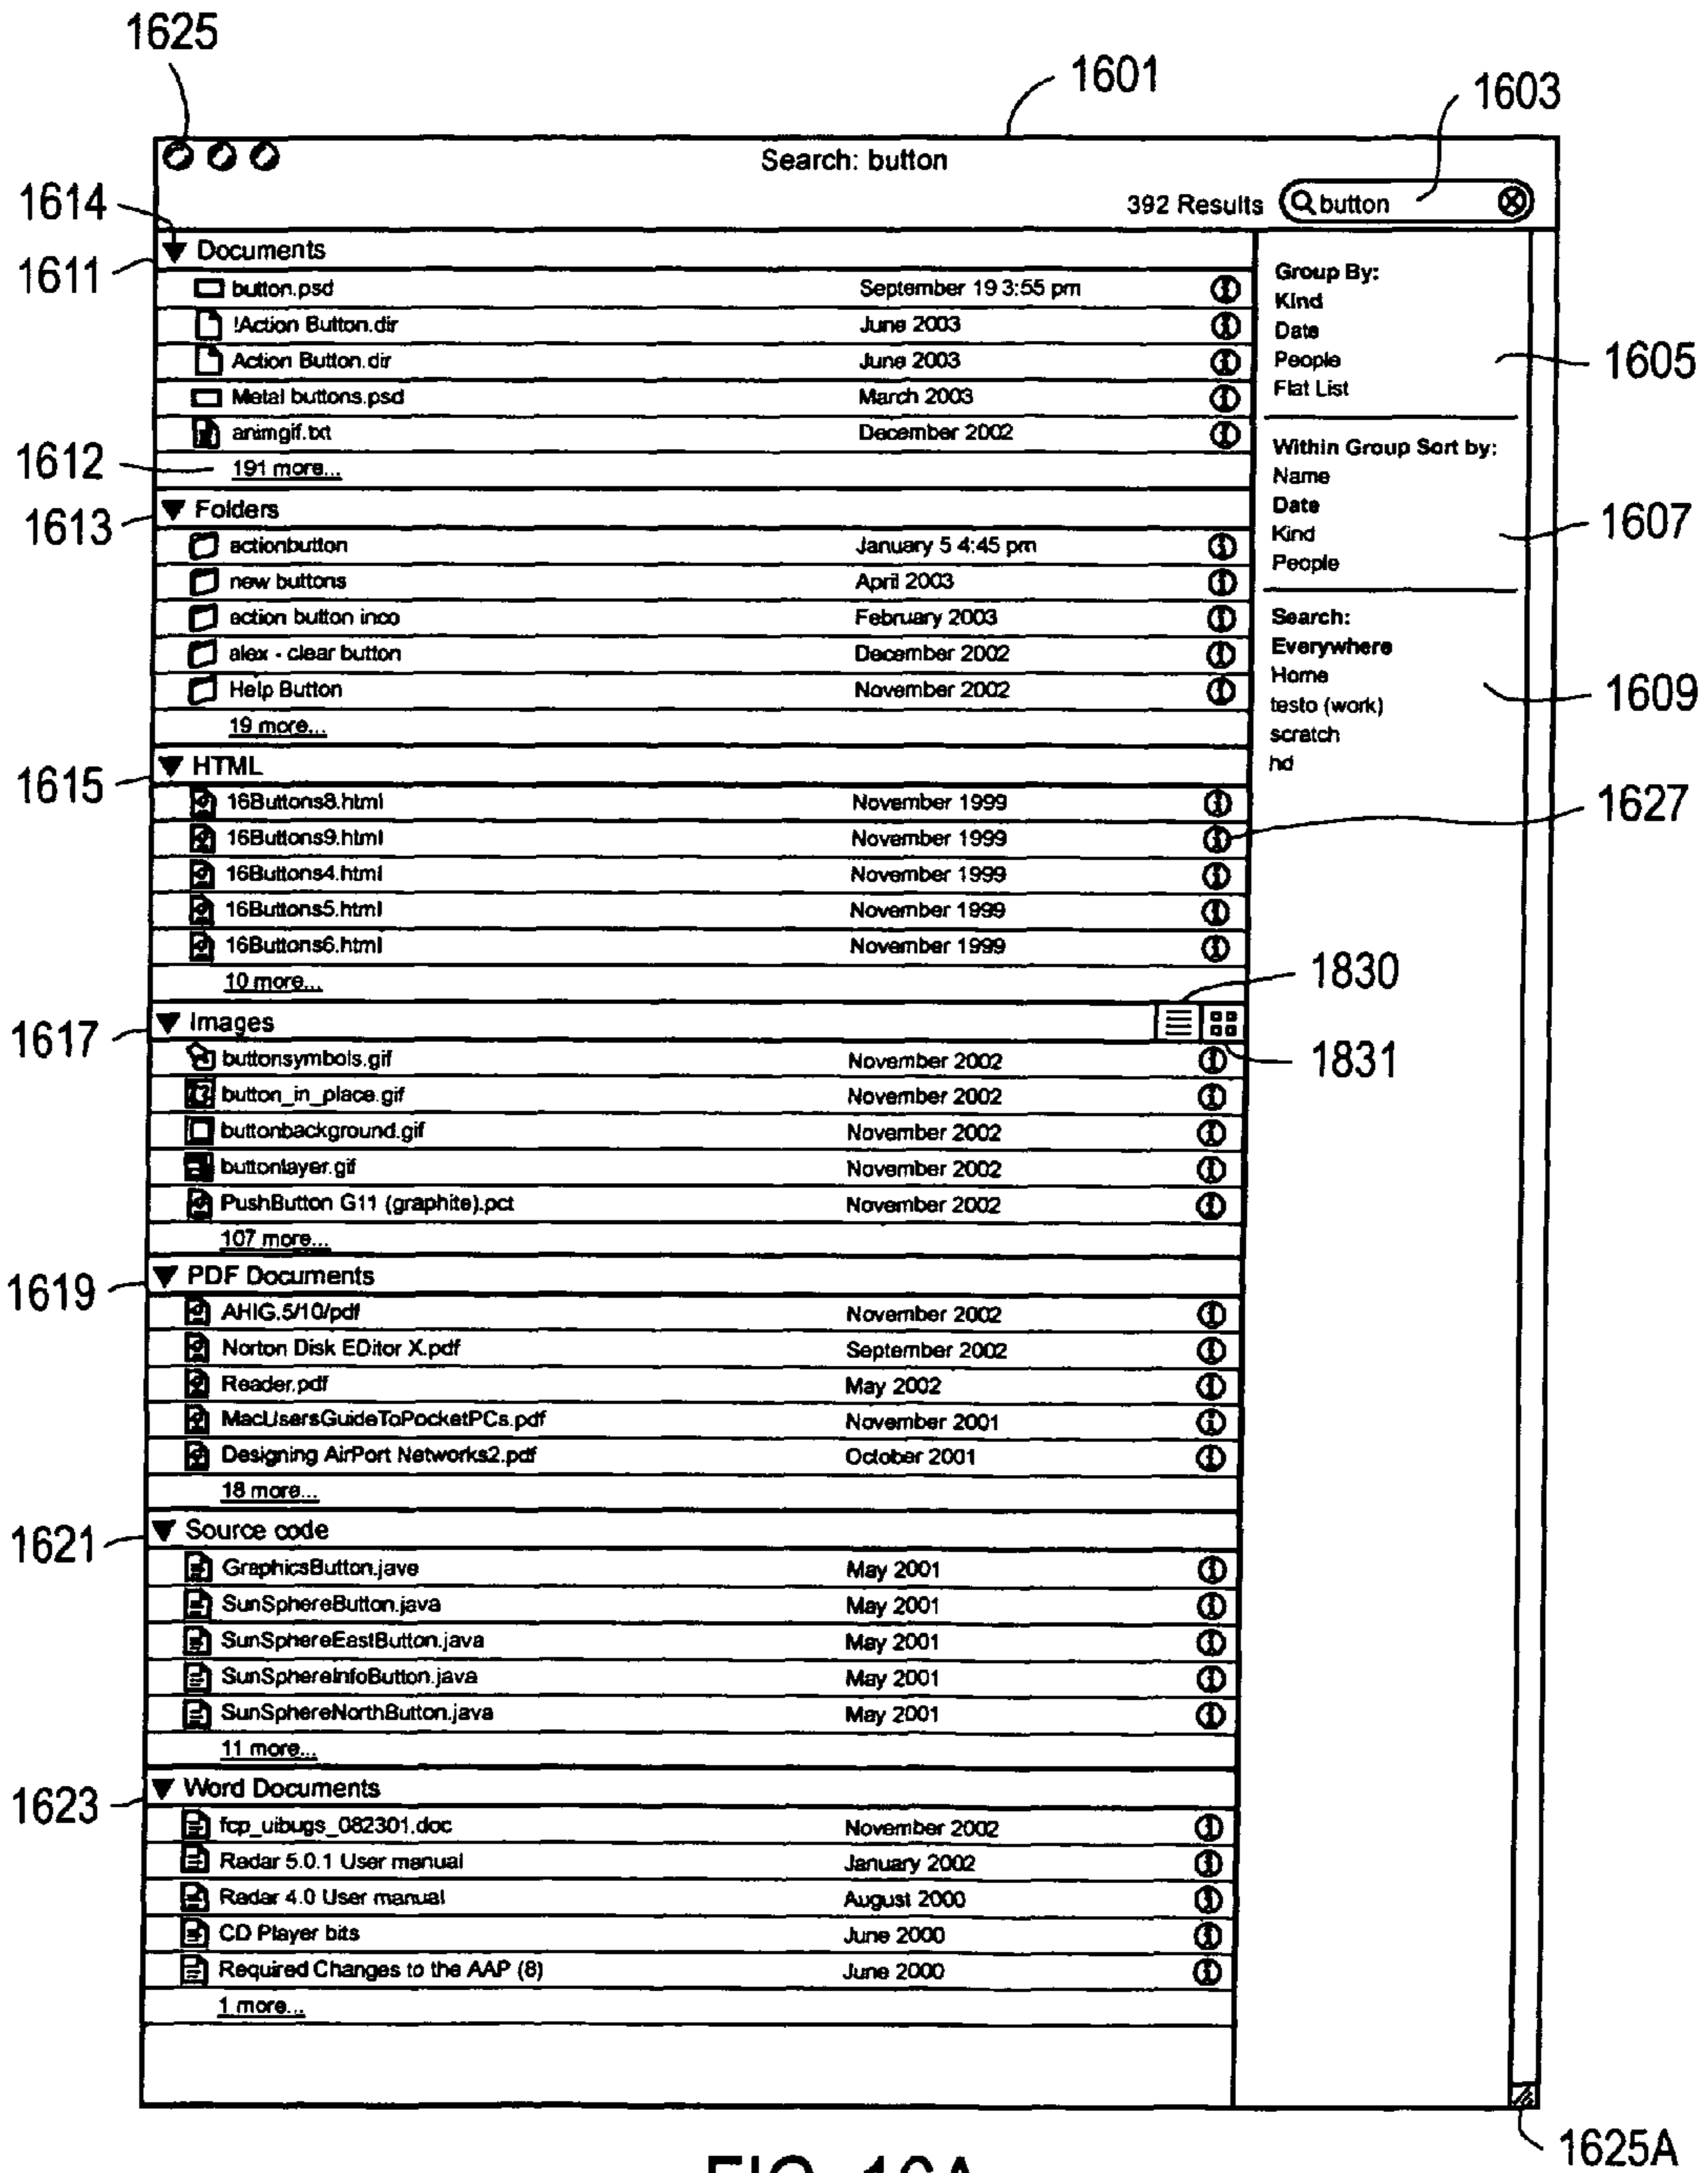 1625
1601
1603
Search: button
392 Results button
1614
1611
Documents
button.psd September 19 3:55 pm
!Action Button.dir June 2003
Action Button.dir June 2003
Metal buttons.psd March 2003
animgif.txt December 2002
1612
191 more...
1613
Folders
actionbutton January 5 4:45 pm
new buttons April 2003
action button inco February 2003
alex - clear button December 2002
Help Button November 2002
19 more...
1615
HTML
16Buttons8.html November 1999
16Buttons9.html November 1999
16Buttons4.html November 1999
16Buttons5.html November 1999
16Buttons6.html November 1999
10 more...
1617
Images
buttonsymbols.gif November 2002
button_in_place.gif November 2002
buttonbackground.gif November 2002
buttonlayer.gif November 2002
PushButton G11 (graphite).pct November 2002
107 more...
1619
PDF Documents
AHIG.5/10/pdf November 2002
Norton Disk EDitor X.pdf September 2002
Reader.pdf May 2002
MacUsersGuideToPocketPCs.pdf November 2001
Designing AirPort Networks2.pdf October 2001
18 more...
1621
Source code
GraphicsButton.jave May 2001
SunSphereButton.java May 2001
SunSphereEastButton.java May 2001
SunSphereInfoButton.java May 2001
SunSphereNorthButton.java May 2001
11 more...
1623
Word Documents
fcp_uibugs_082301.doc November 2002
Radar 5.0.1 User manual January 2002
Radar 4.0 User manual August 2000
CD Player bits June 2000
Required Changes to the AAP (8) June 2000
1 more...
Group By:
Kind
Date
People
Flat List
1605
Within Group Sort by:
Name
Date
Kind
People
1607
Search:
Everywhere
Home
testo (work)
scratch
hd
1609
1627
1830
1831
1625A
FIG. 16A